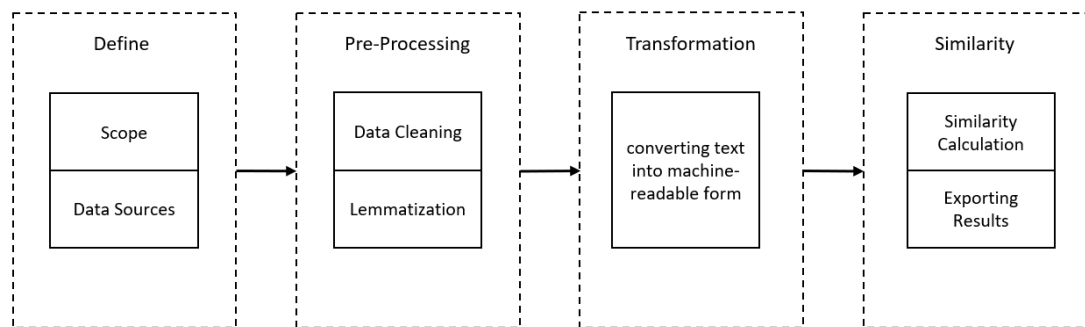 Define
Scope
Data Sources
Pre-Processing
Data Cleaning
Lemmatization
Transformation
converting text
into machine-
readable form
Similarity
Similarity
Calculation
Exporting
Results